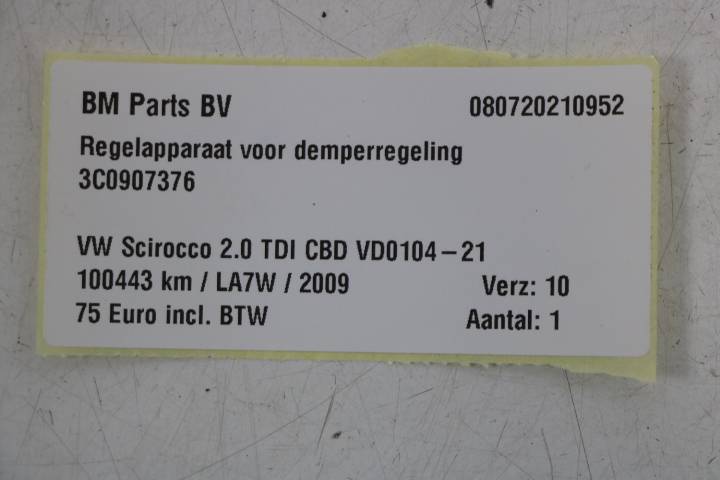 BM Parts BV 080720210952
Regelapparaat voor demperregeling
3C0907376
VW Scirocco 2.0 TDI CBD VD0104-21
100443 km / LA7W / 2009 Verz: 10
75 Euro incl. BTW Aantal: 1